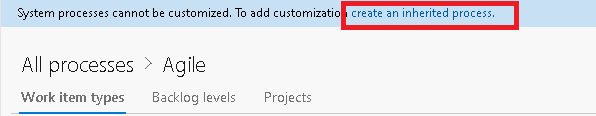 System processes cannot be customized. To add customization create an inherited process.
All processes > Agile
Work item types Backlog levels Projects